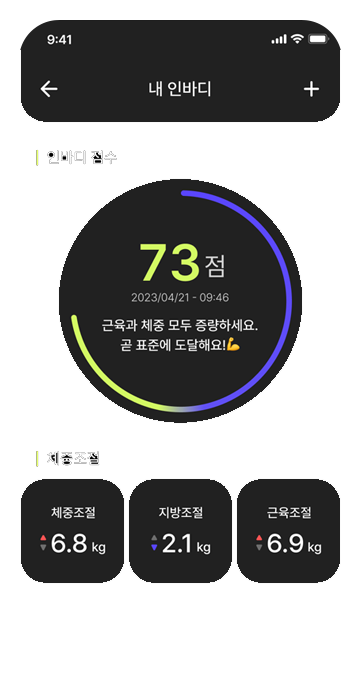 9:41
내 인바디
인바디 점수
73점
2023/04/21 - 09:46
근육과 체중 모두 증량하세요.
곧 표준에 도달해요!💪
체중조절
체중조절 지방조절 근육조절
6.8 kg 2.1 kg 6.9 kg